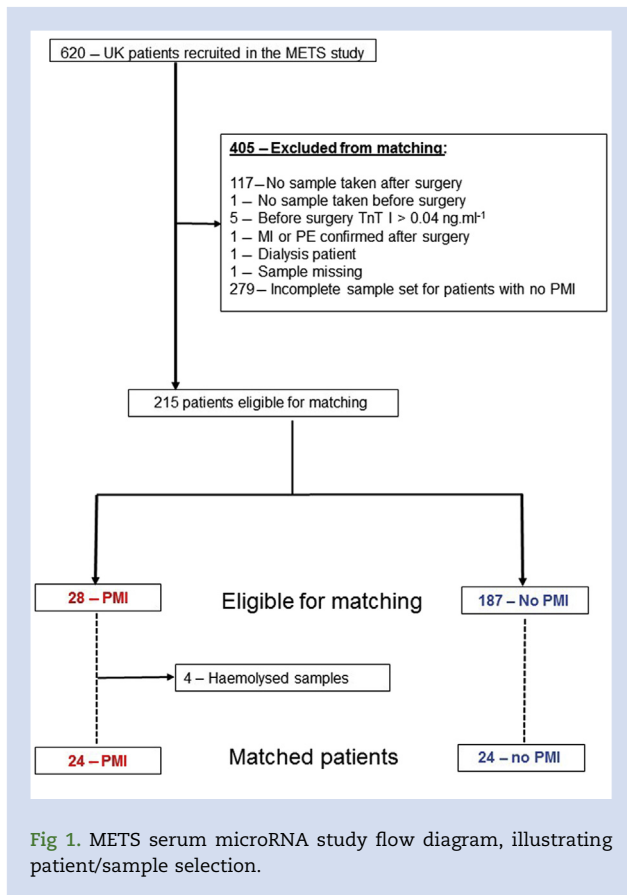 620 – UK patients recruited in the METS study
405 – Excluded from matching:
117–No sample taken after surgery
1 – No sample taken before surgery
5 – Before surgery TnT I > 0.04 ng.ml⁻¹
1 – MI or PE confirmed after surgery
1 – Dialysis patient
1 – Sample missing
279– Incomplete sample set for patients with no PMI
215 patients eligible for matching
28 – PMI
Eligible for matching
187 – No PMI
4 – Haemolysed samples
24 – PMI
Matched patients
24 – no PMI
Fig 1. METS serum microRNA study flow diagram, illustrating
patient/sample selection.